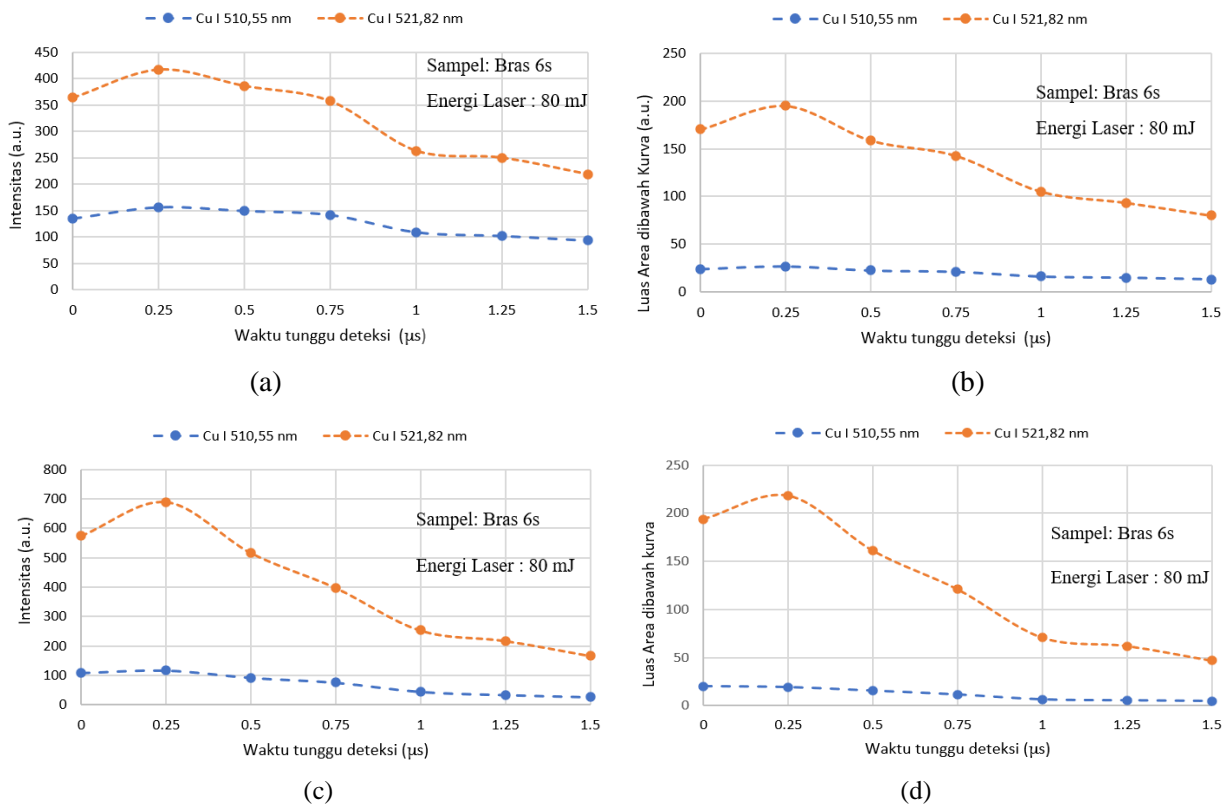 Cu I 510,55 nm Cu I 521,82 nm
450
400
350
300
250
200
150
100
50
0
Intensitas (a.u.)
Sampel: Bras 6s
Energi Laser : 80 mJ
0 0.25 0.5 0.75 1 1.25 1.5
Waktu tunggu deteksi (µs)
(a)
Cu I 510,55 nm Cu I 521,82 nm
250
200
150
100
50
0
Luas Area dibawah Kurva (a.u.)
Sampel: Bras 6s
Energi Laser : 80 mJ
0 0.25 0.5 0.75 1 1.25 1.5
Waktu tunggu deteksi (µs)
(b)
Cu I 510,55 nm Cu I 521,82 nm
800
700
600
500
400
300
200
100
0
Intensitas (a.u.)
Sampel: Bras 6s
Energi Laser : 80 mJ
0 0.25 0.5 0.75 1 1.25 1.5
Waktu tunggu deteksi (µs)
(c)
Cu I 510,55 nm Cu I 521,82 nm
250
200
150
100
50
0
Luas Area dibawah kurva
Sampel: Bras 6s
Energi Laser : 80 mJ
0 0.25 0.5 0.75 1 1.25 1.5
Waktu tunggu deteksi (µs)
(d)